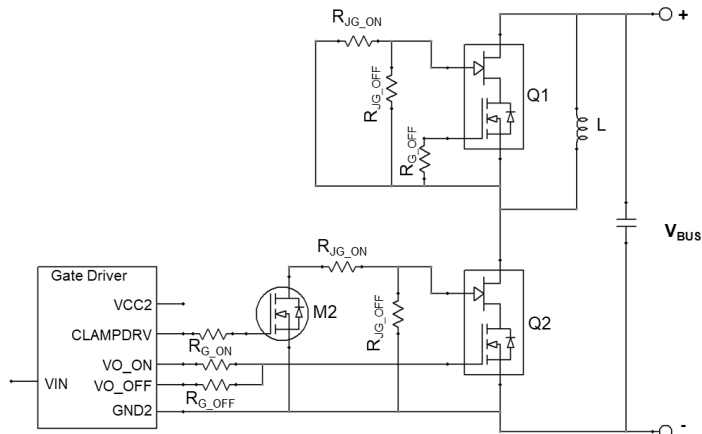 R_JG_ON
+
R_JG_OFF
Q1
R_G_OFF
L
V_BUS
R_JG_ON
Gate Driver
VCC2
M2
Q2
CLAMPDRV
R_JG_OFF
R_G_ON
VO_ON
VIN
VO_OFF
R_G_OFF
GND2
-